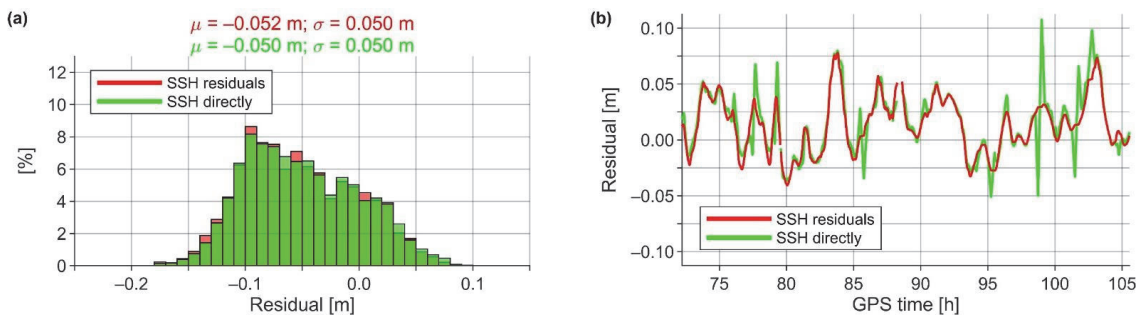 (a)
μ = –0.052 m; σ = 0.050 m
μ = –0.050 m; σ = 0.050 m
12
10
8
6
4
2
0
[%]
SSH residuals
SSH directly
–0.2
–0.1
0.0
0.1
Residual [m]
(b)
0.10
0.05
0.00
–0.05
–0.10
Residual [m]
SSH residuals
SSH directly
75
80
85
90
95
100
105
GPS time [h]